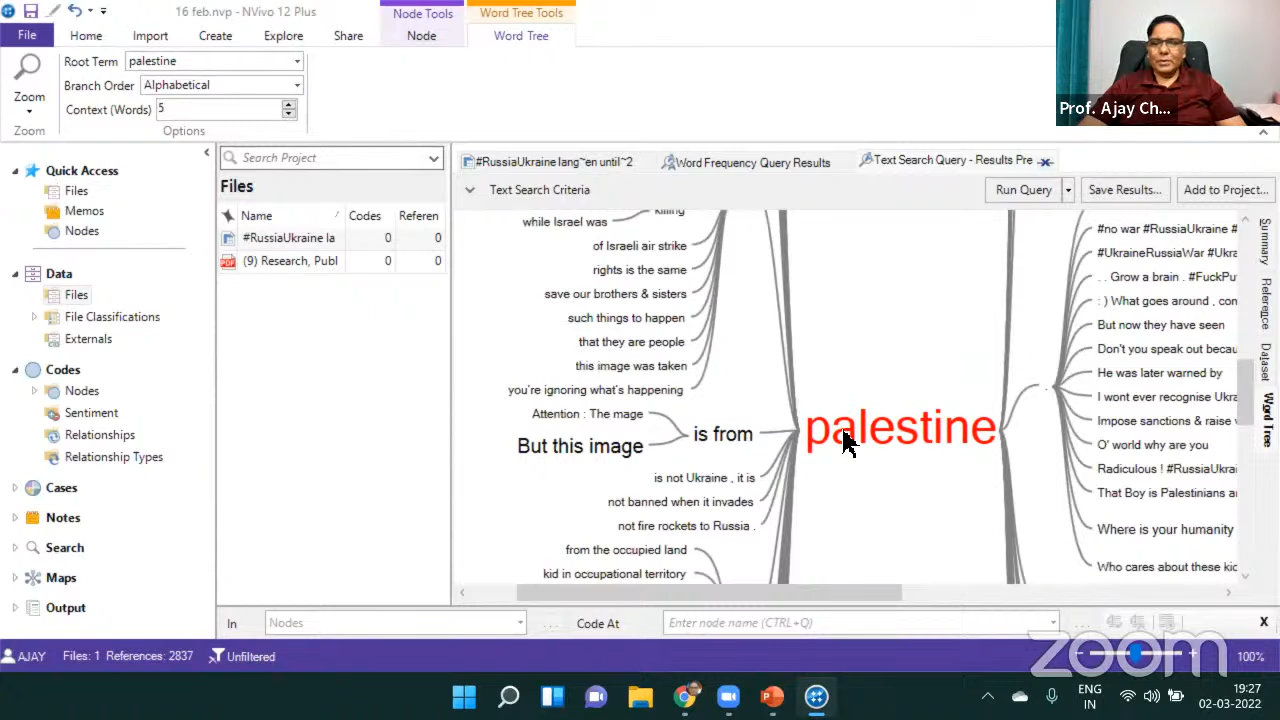 16 feb.nvp - NVivo 12 Plus
Node Tools
Word Tree Tools
File
Home
Import
Create
Explore
Share
Node
Word Tree
Zoom
Zoom
Root Term palestine
Branch Order Alphabetical
Context (Words) 5
Options
Prof. Ajay Ch...
Quick Access
Files
Memos
Nodes
Data
Files
File Classifications
Externals
Codes
Nodes
Sentiment
Relationships
Relationship Types
Cases
Notes
Search
Maps
Output
Search Project
Files
Name Codes Referen
#RussiaUkraine la 0 0
(9) Research, Publ 0 0
#RussiaUkraine lang~en until~2
Word Frequency Query Results
Text Search Query - Results Pre
Text Search Criteria
Run Query
Save Results...
Add to Project...
killing
while Israel was
of Israeli air strike
rights is the same
save our brothers & sisters
such things to happen
that they are people
this image was taken
you're ignoring what's happening
Attention : The mage
But this image
is from
is not Ukraine , it is
not banned when it invades
not fire rockets to Russia .
from the occupied land
kid in occupational territory
palestine
.
#no war #RussiaUkraine #
#UkraineRussiaWar #Ukr
. . Grow a brain . #FuckPu
: ) What goes around , con
But now they have seen
Don't you speak out becau
He was later warned by
I wont ever recognise Ukra
Impose sanctions & raise v
O' world why are you
Radiculous ! #RussiaUkrai
That Boy is Palestinians ar
Where is your humanity
Who cares about these kid
Summary
Reference
Dataset
Word Tree
In
Nodes
...
Code At
Enter node name (CTRL+Q)
...
X
AJAY
Files: 1 References: 2837
Unfiltered
100%
zoom
ENG
IN
19:27
02-03-2022